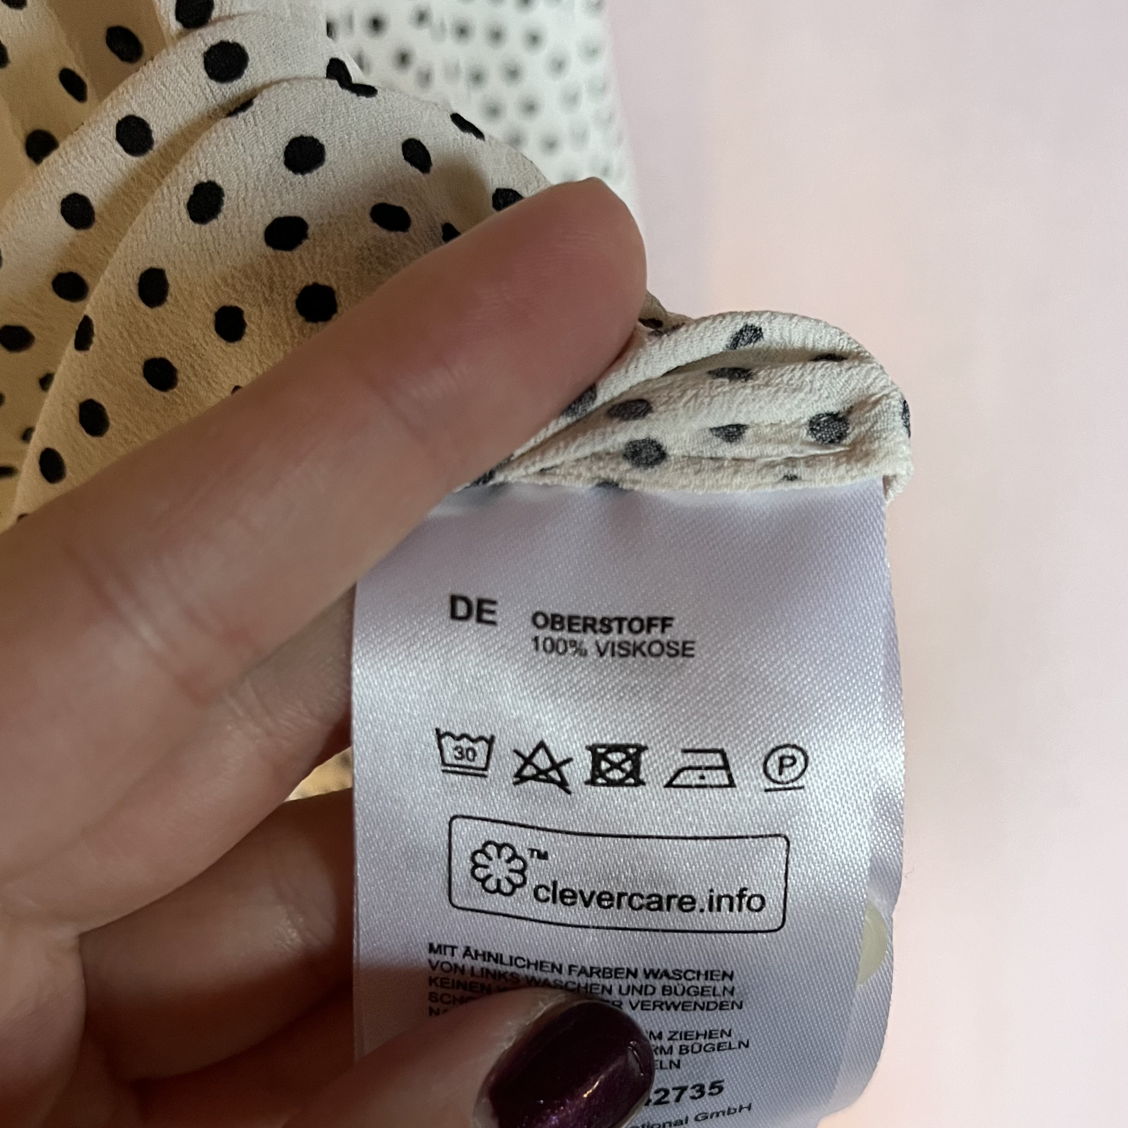 DE OBERSTOFF
100% VISKOSE
30 P
TM
clevercare.info
MIT ÄHNLICHEN FARBEN WASCHEN
VON LINKS WASCHEN UND BÜGELN
KEINEN VERWENDEN
ZIEHEN
BÜGELN
GmbH